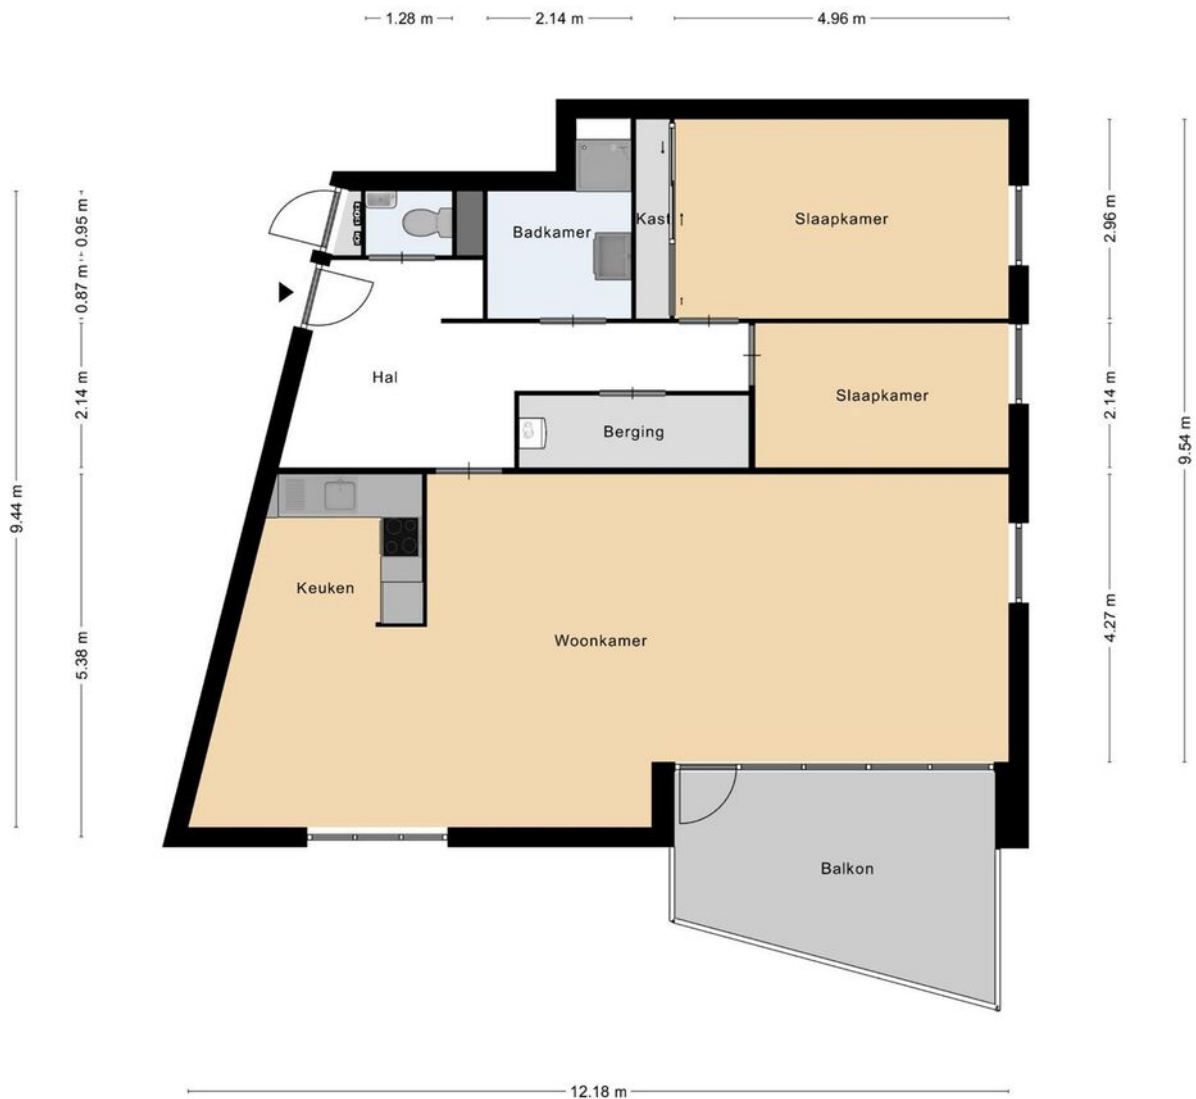 1.28 m
2.14 m
4.96 m
0.95 m
0.87 m
2.14 m
5.38 m
9.44 m
2.96 m
2.14 m
4.27 m
9.54 m
Kast
Slaapkamer
Badkamer
Hal
Slaapkamer
Berging
Keuken
Woonkamer
Balkon
12.18 m